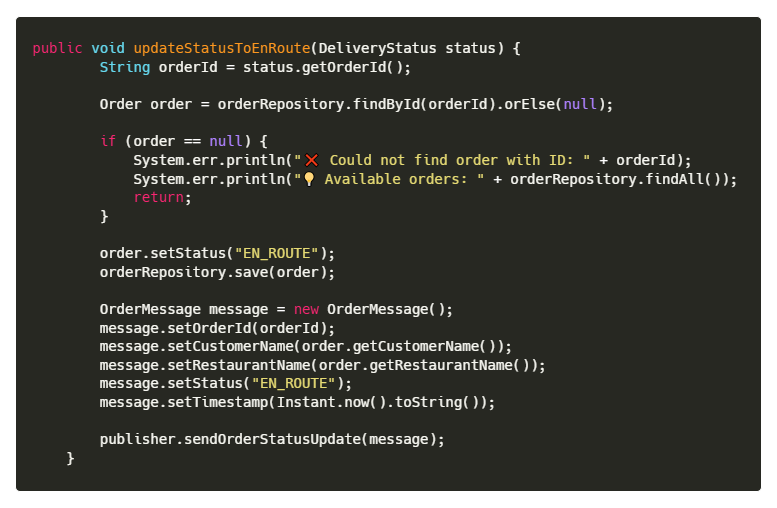 public void updateStatusToEnRoute(DeliveryStatus status) {
        String orderId = status.getOrderId();

        Order order = orderRepository.findById(orderId).orElse(null);

        if (order == null) {
            System.err.println("❌ Could not find order with ID: " + orderId);
            System.err.println("💡 Available orders: " + orderRepository.findAll());
            return;
        }

        order.setStatus("EN_ROUTE");
        orderRepository.save(order);

        OrderMessage message = new OrderMessage();
        message.setOrderId(orderId);
        message.setCustomerName(order.getCustomerName());
        message.setRestaurantName(order.getRestaurantName());
        message.setStatus("EN_ROUTE");
        message.setTimestamp(Instant.now().toString());

        publisher.sendOrderStatusUpdate(message);
    }